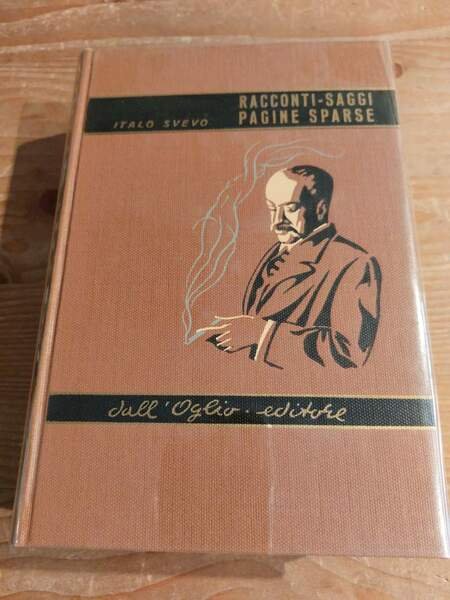 ITALO SVEVO
RACCONTI-SAGGI
PAGINE SPARSE
dall'Oglio · editore